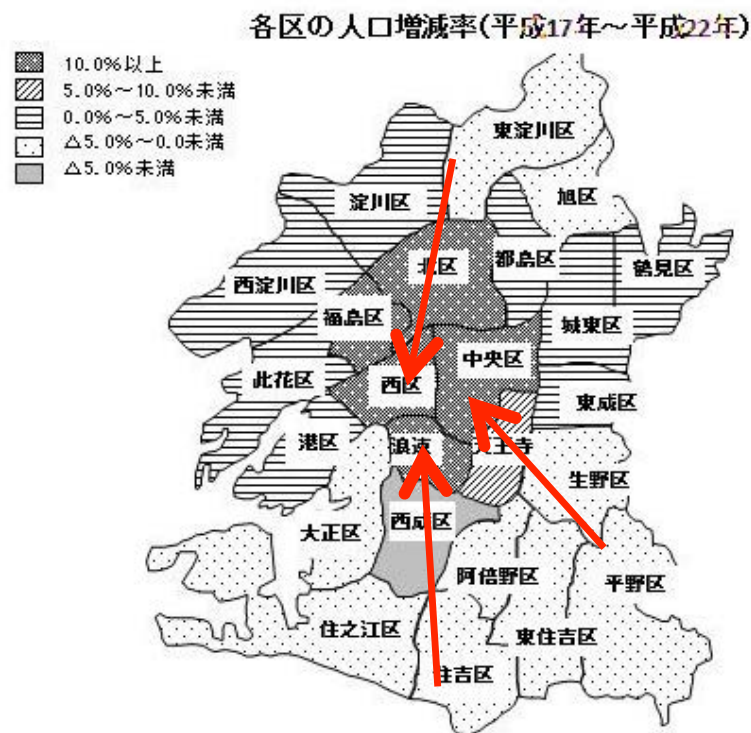 各区の人口増減率(平成17年～平成22年)
10.0%以上
5.0%～10.0%未満
0.0%～5.0%未満
△5.0%～0.0未満
△5.0%未満
東淀川区
旭区
淀川区
都島区
鶴見区
北区
西淀川区
福島区
城東区
中央区
此花区
西区
東成区
港区
浪速
天王寺
生野区
大正区
西成区
阿倍野区
平野区
住之江区
東住吉区
住吉区